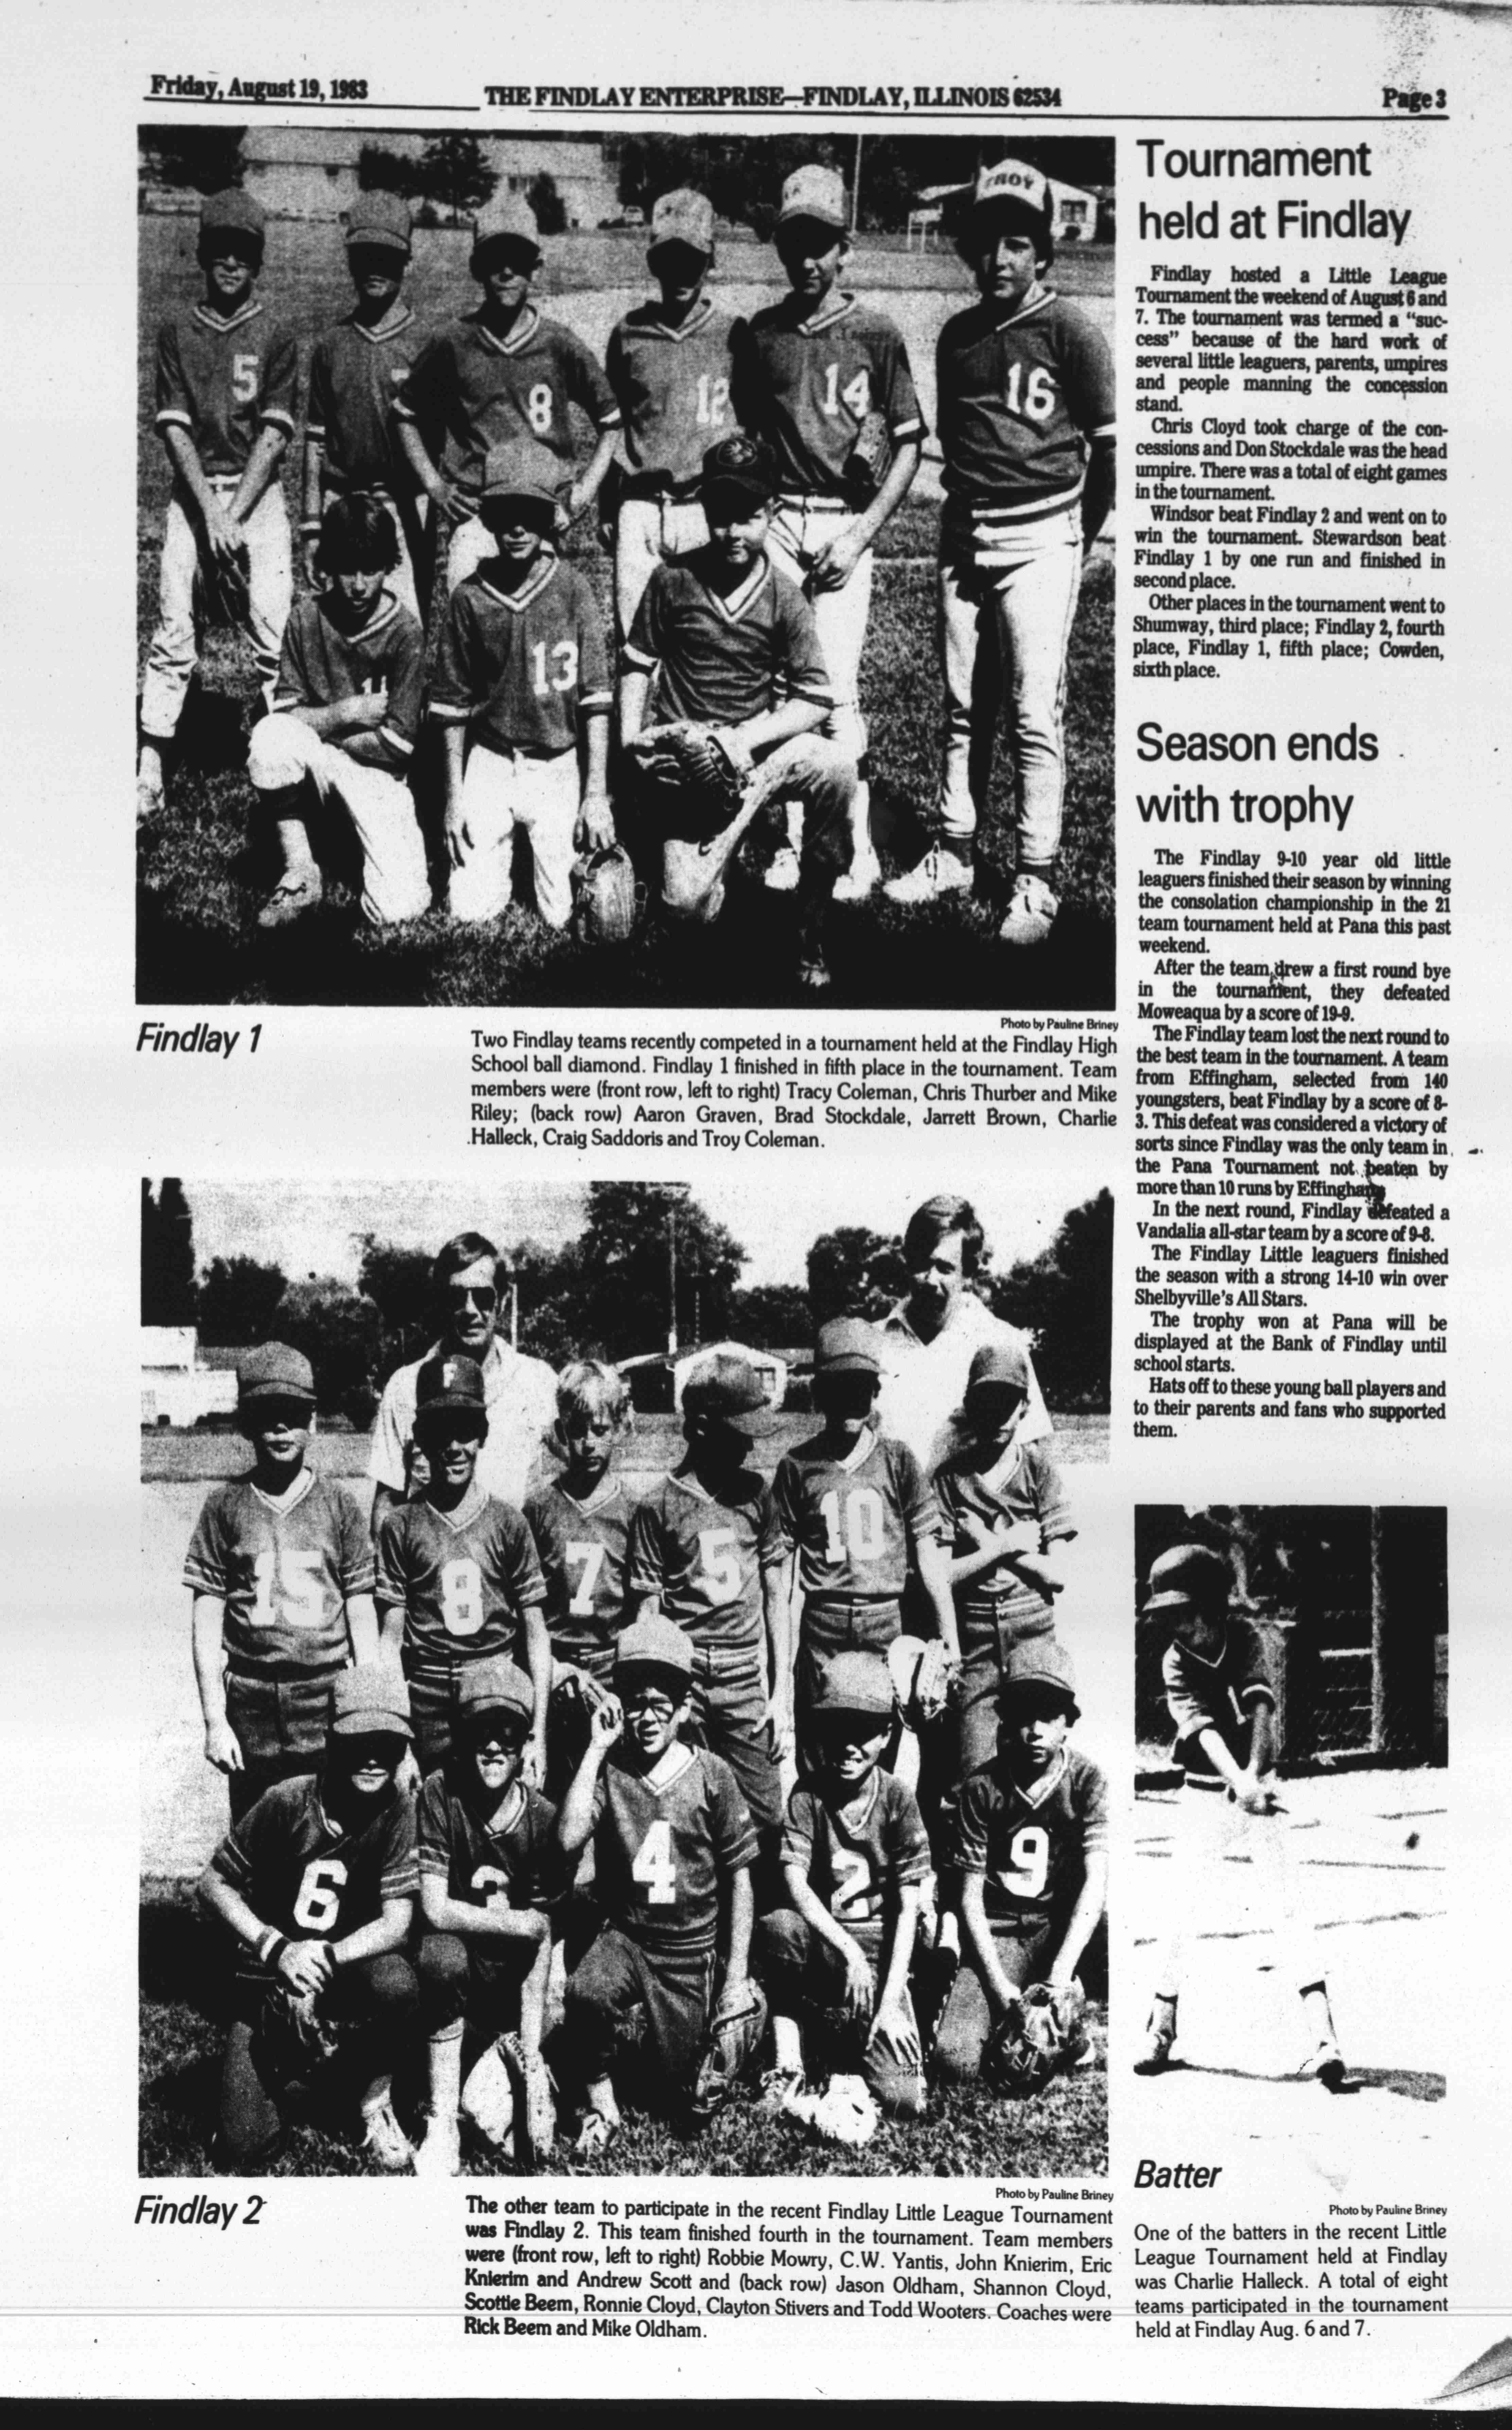 Friday, August 19, 1983
THE FINDLAY ENTERPRISE—FINDLAY, ILLINOIS 62534
Page 3
TROY
5
8
12
14
16
11
13
Photo by Pauline Briney
Findlay 1
Two Findlay teams recently competed in a tournament held at the Findlay High
School ball diamond. Findlay 1 finished in fifth place in the tournament. Team
members were (front row, left to right) Tracy Coleman, Chris Thurber and Mike
Riley; (back row) Aaron Graven, Brad Stockdale, Jarrett Brown, Charlie
Halleck, Craig Saddoris and Troy Coleman.
F
15
8
7
5
10
6
3
4
2
9
Photo by Pauline Briney
Findlay 2
The other team to participate in the recent Findlay Little League Tournament
was Findlay 2. This team finished fourth in the tournament. Team members
were (front row, left to right) Robbie Mowry, C.W. Yantis, John Knierim, Eric
Knierim and Andrew Scott and (back row) Jason Oldham, Shannon Cloyd,
Scottie Beem, Ronnie Cloyd, Clayton Stivers and Todd Wooters. Coaches were
Rick Beem and Mike Oldham.
Tournament
held at Findlay
Findlay hosted a Little League
Tournament the weekend of August 6 and
7. The tournament was termed a “suc-
cess” because of the hard work of
several little leaguers, parents, umpires
and people manning the concession
stand.
Chris Cloyd took charge of the con-
cessions and Don Stockdale was the head
umpire. There was a total of eight games
in the tournament.
Windsor beat Findlay 2 and went on to
win the tournament. Stewardson beat
Findlay 1 by one run and finished in
second place.
Other places in the tournament went to
Shumway, third place; Findlay 2, fourth
place, Findlay 1, fifth place; Cowden,
sixth place.
Season ends
with trophy
The Findlay 9-10 year old little
leaguers finished their season by winning
the consolation championship in the 21
team tournament held at Pana this past
weekend.
After the team drew a first round bye
in the tournament, they defeated
Moweaqua by a score of 19-9.
The Findlay team lost the next round to
the best team in the tournament. A team
from Effingham, selected from 140
youngsters, beat Findlay by a score of 8-
3. This defeat was considered a victory of
sorts since Findlay was the only team in
the Pana Tournament not beaten by
more than 10 runs by Effingham
In the next round, Findlay defeated a
Vandalia all-star team by a score of 9-8.
The Findlay Little leaguers finished
the season with a strong 14-10 win over
Shelbyville's All Stars.
The trophy won at Pana will be
displayed at the Bank of Findlay until
school starts.
Hats off to these young ball players and
to their parents and fans who supported
them.
Batter
Photo by Pauline Briney
One of the batters in the recent Little
League Tournament held at Findlay
was Charlie Halleck. A total of eight
teams participated in the tournament
held at Findlay Aug. 6 and 7.